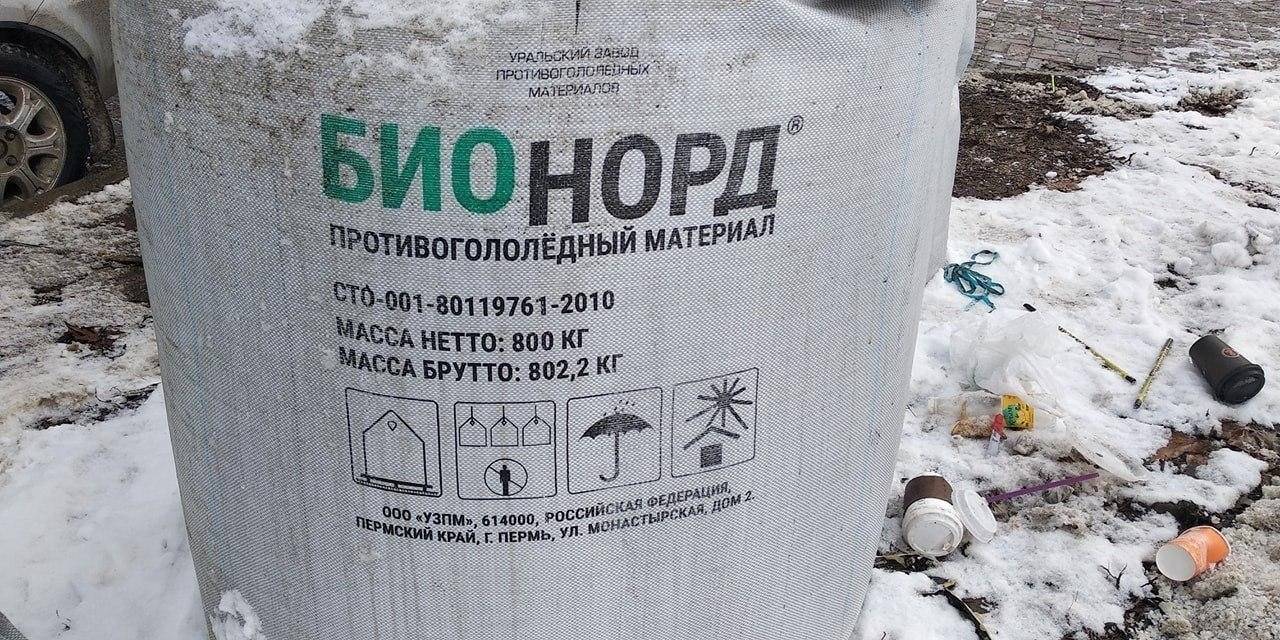 УРАЛЬСКИЙ ЗАВОД
ПРОТИВОГОЛОЛЕДНЫХ
МАТЕРИАЛОВ
БИОНОРД®
ПРОТИВОГОЛОЛЁДНЫЙ МАТЕРИАЛ
СТО-001-80119761-2010
МАССА НЕТТО: 800 КГ
МАССА БРУТТО: 802,2 КГ
ООО «УЗПМ», 614000, РОССИЙСКАЯ ФЕДЕРАЦИЯ,
ПЕРМСКИЙ КРАЙ, Г. ПЕРМЬ, УЛ. МОНАСТЫРСКАЯ, ДОМ 2.